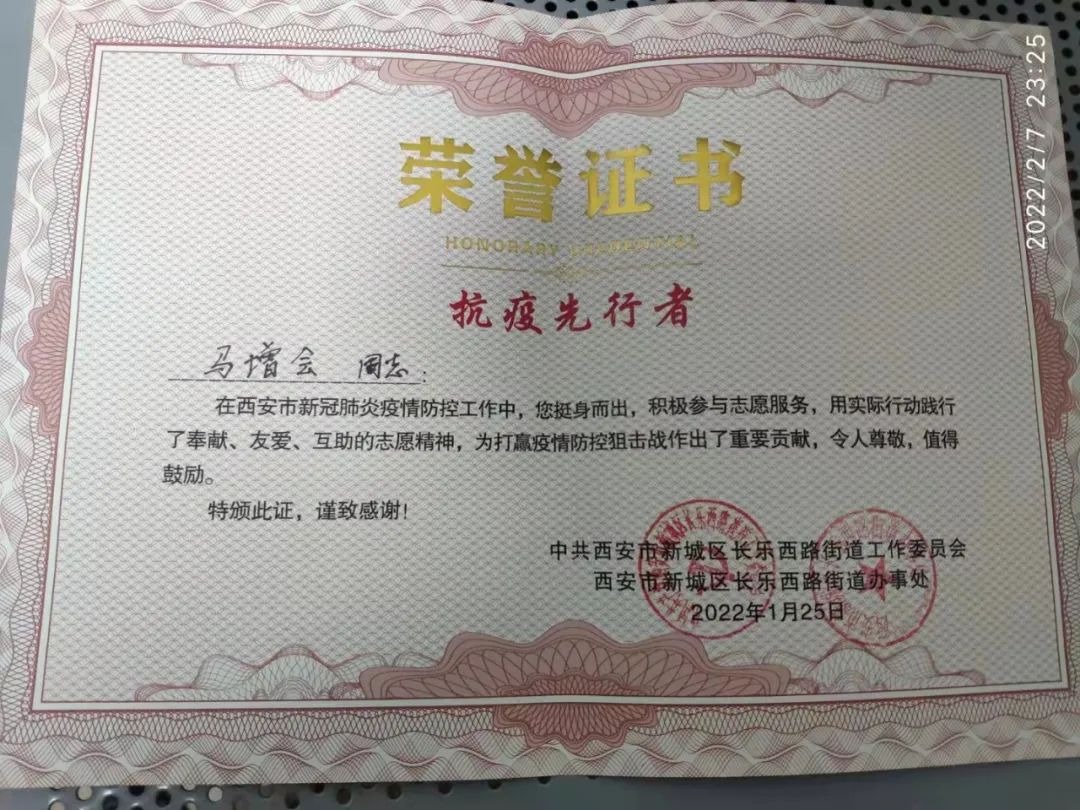 2022/2/7 23:25
荣誉证书
HONORARY CREDENTIAL
抗疫先行者
马增会 同志:
在西安市新冠肺炎疫情防控工作中，您挺身而出，积极参与志愿服务，用实际行动践行
了奉献、友爱、互助的志愿精神，为打赢疫情防控狙击战作出了重要贡献，令人尊敬，值得
鼓励。
特颁此证，谨致感谢！
中共西安市新城区长乐西路街道工作委员会
西安市新城区长乐西路街道办事处
2022年1月25日